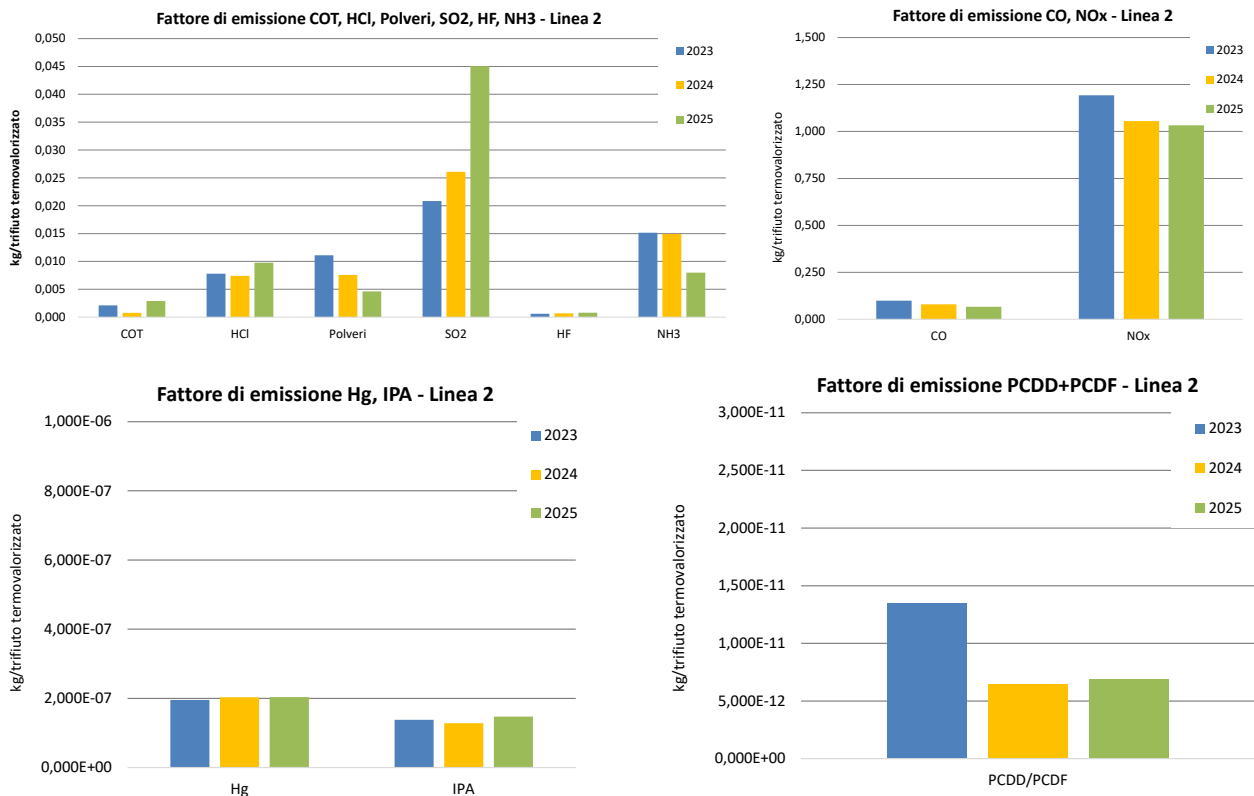 Fattore di emissione COT, HCl, Polveri, SO2, HF, NH3 - Linea 2
kg/trifiuto termovalorizzato
0,050
0,045
0,040
0,035
0,030
0,025
0,020
0,015
0,010
0,005
0,000
COT
HCl
Polveri
SO2
HF
NH3
2023
2024
2025
Fattore di emissione CO, NOx - Linea 2
kg/trifiuto termovalorizzato
1,500
1,250
1,000
0,750
0,500
0,250
0,000
CO
NOx
2023
2024
2025
Fattore di emissione Hg, IPA - Linea 2
kg/trifiuto termovalorizzato
1,000E-06
8,000E-07
6,000E-07
4,000E-07
2,000E-07
0,000E+00
Hg
IPA
2023
2024
2025
Fattore di emissione PCDD+PCDF - Linea 2
kg/trifiuto termovalorizzato
3,000E-11
2,500E-11
2,000E-11
1,500E-11
1,000E-11
5,000E-12
0,000E+00
PCDD/PCDF
2023
2024
2025